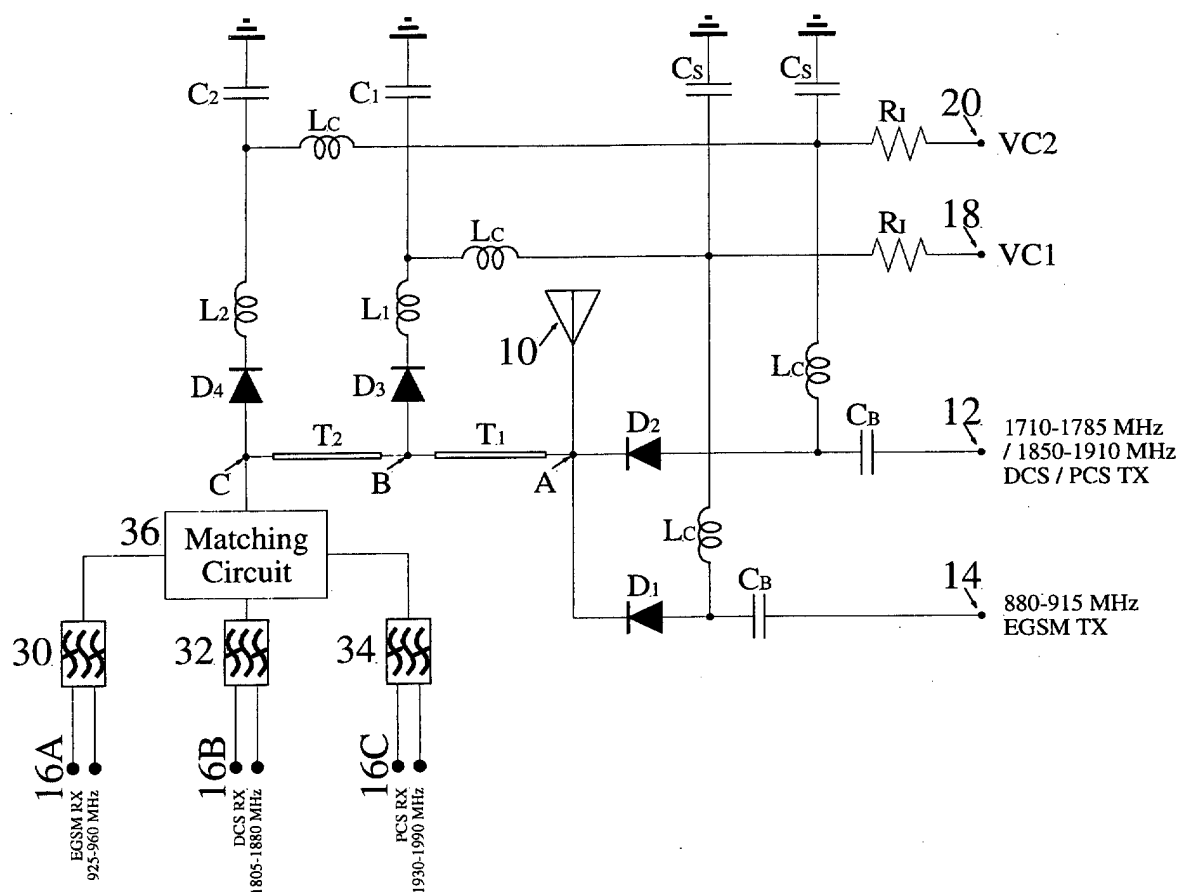 C2
C1
CS
CS
LC
RI
20
VC2
LC
RI
18
VC1
L2
L1
10
LC
D4
D3
D2
CB
12
1710-1785 MHz
/ 1850-1910 MHz
DCS / PCS TX
T2
T1
C
B
A
36
Matching
Circuit
LC
D1
CB
14
880-915 MHz
EGSM TX
30
32
34
16A
EGSM RX
925-960 MHz
16B
DCS RX
1805-1880 MHz
16C
PCS RX
1930-1990 MHz